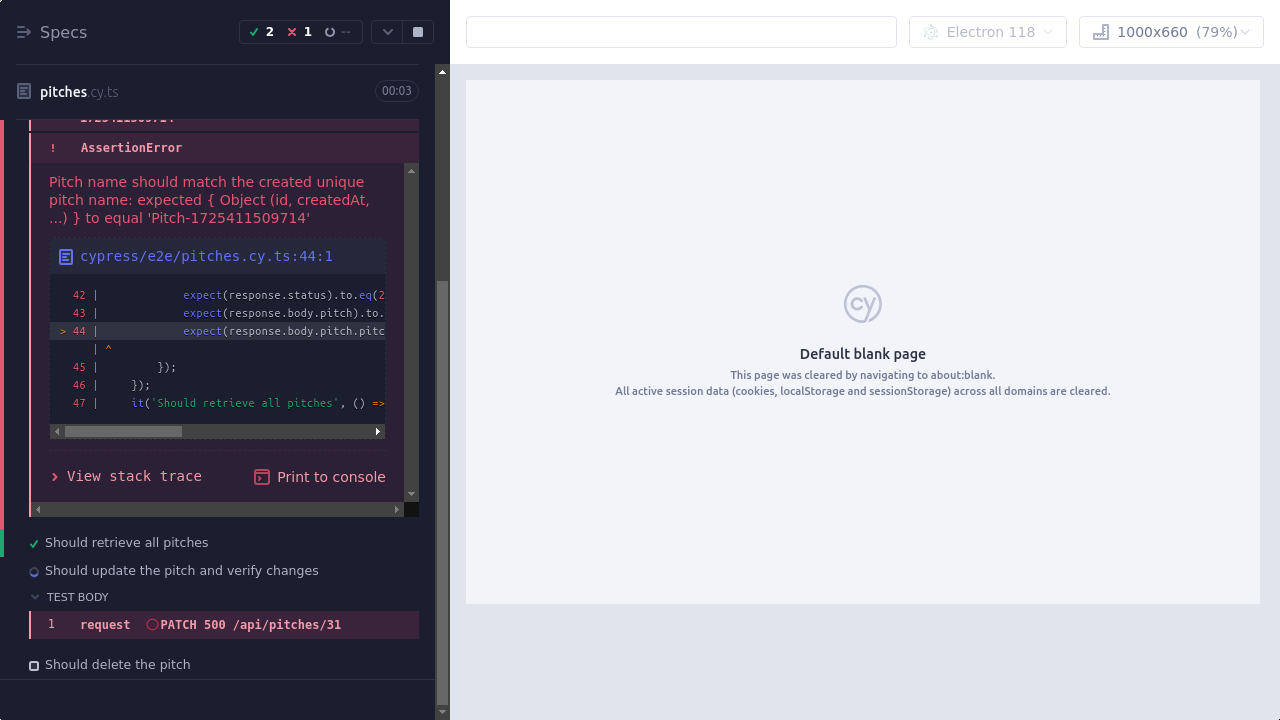 Specs
2
1
--
Electron 118
1000x660 (79%)
pitches.cy.ts
00:03
1725411509714
! AssertionError
Pitch name should match the created unique
pitch name: expected { Object (id, createdAt,
...) } to equal 'Pitch-1725411509714'
cypress/e2e/pitches.cy.ts:44:1
42 | expect(response.status).to.eq(2
43 | expect(response.body.pitch).to.
> 44 | expect(response.body.pitch.pitc
| ^
45 | });
46 | });
47 | it('Should retrieve all pitches', () =>
View stack trace
Print to console
Should retrieve all pitches
Should update the pitch and verify changes
TEST BODY
1 request PATCH 500 /api/pitches/31
Should delete the pitch
cy
Default blank page
This page was cleared by navigating to about:blank.
All active session data (cookies, localStorage and sessionStorage) across all domains are cleared.